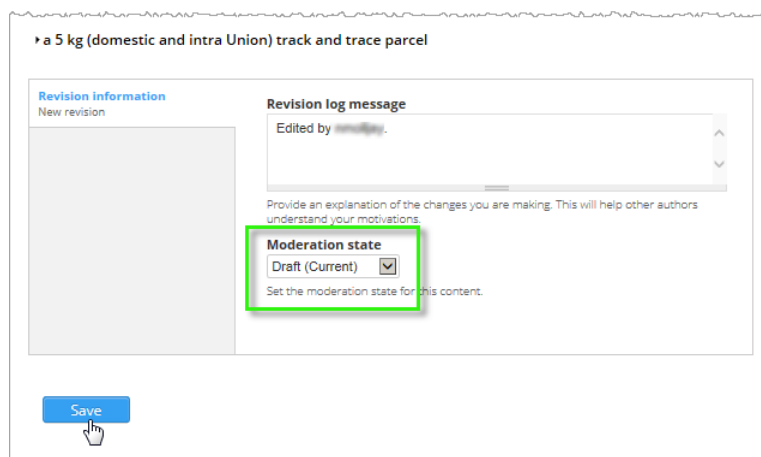 a 5 kg (domestic and intra Union) track and trace parcel
Revision information
New revision
Revision log message
Edited by .
Provide an explanation of the changes you are making. This will help other authors
understand your motivations.
Moderation state
Draft (Current)
Set the moderation state for this content.
Save